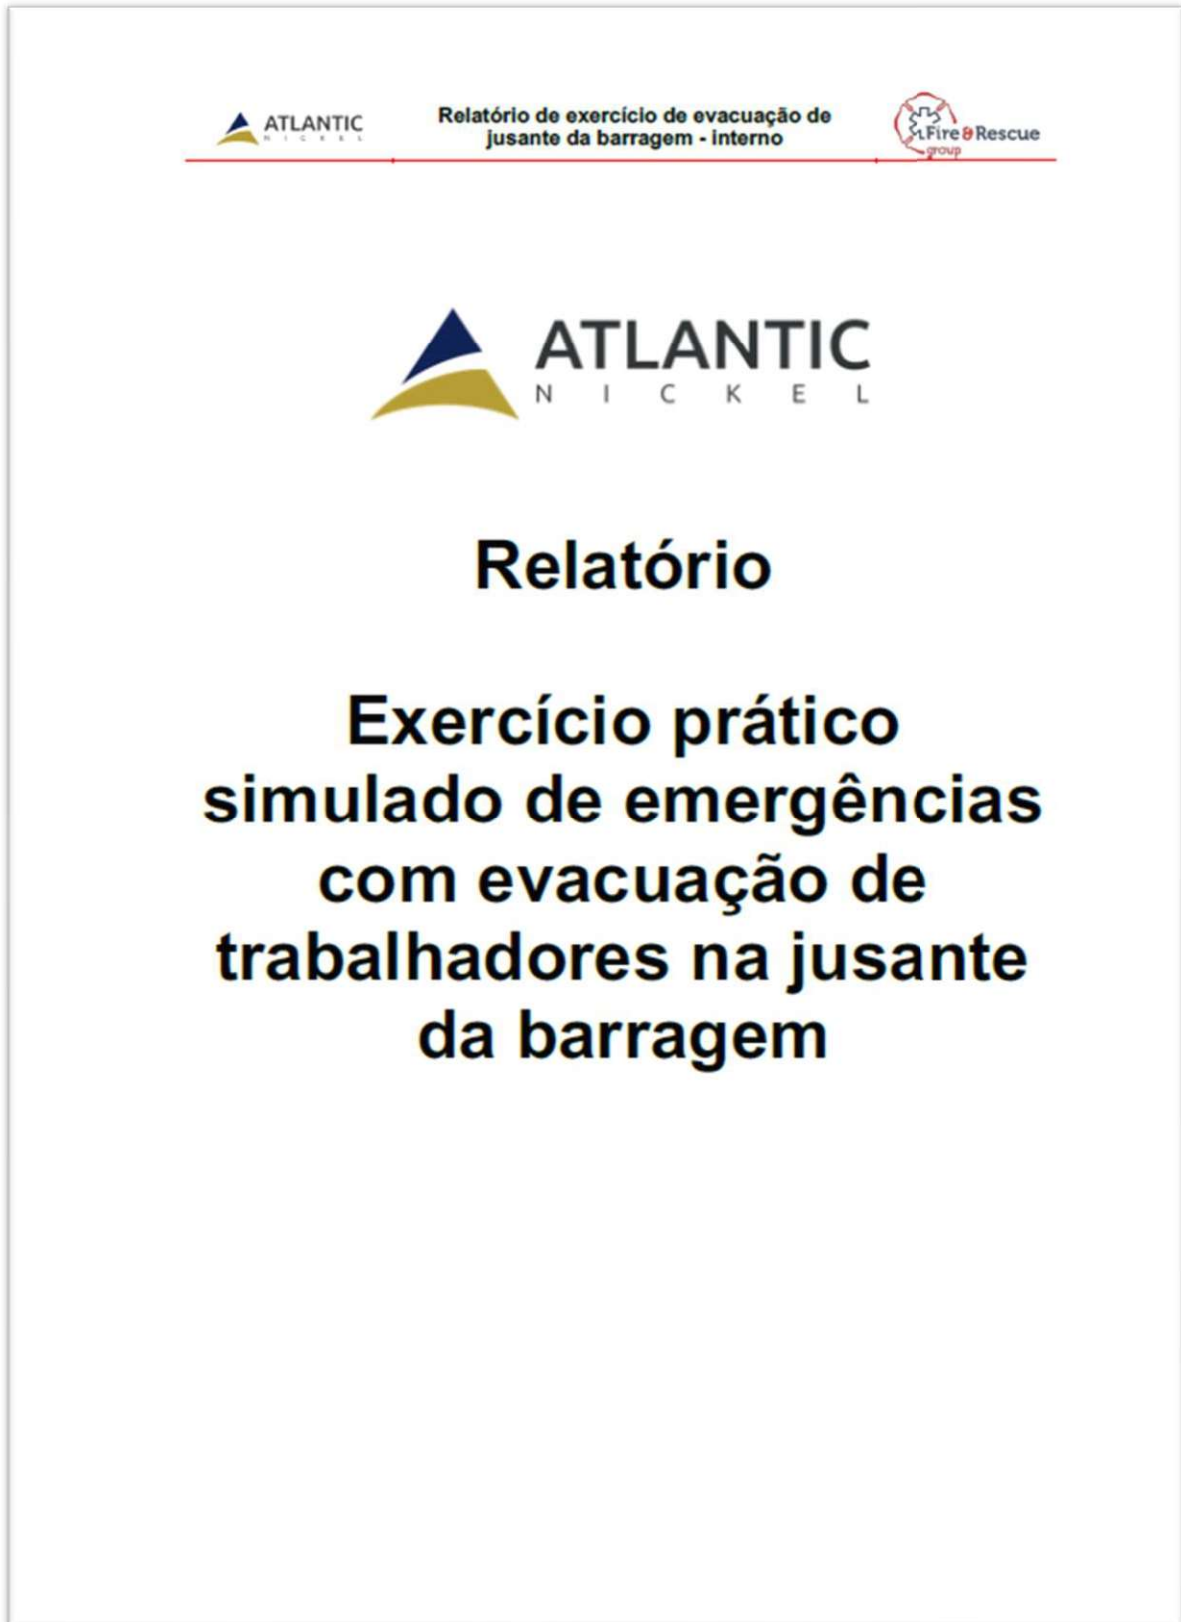 ATLANTIC
NICKEL
Relatório de exercício de evacuação de
jusante da barragem - interno
Fire & Rescue
group
ATLANTIC
NICKEL
Relatório
Exercício prático
simulado de emergências
com evacuação de
trabalhadores na jusante
da barragem